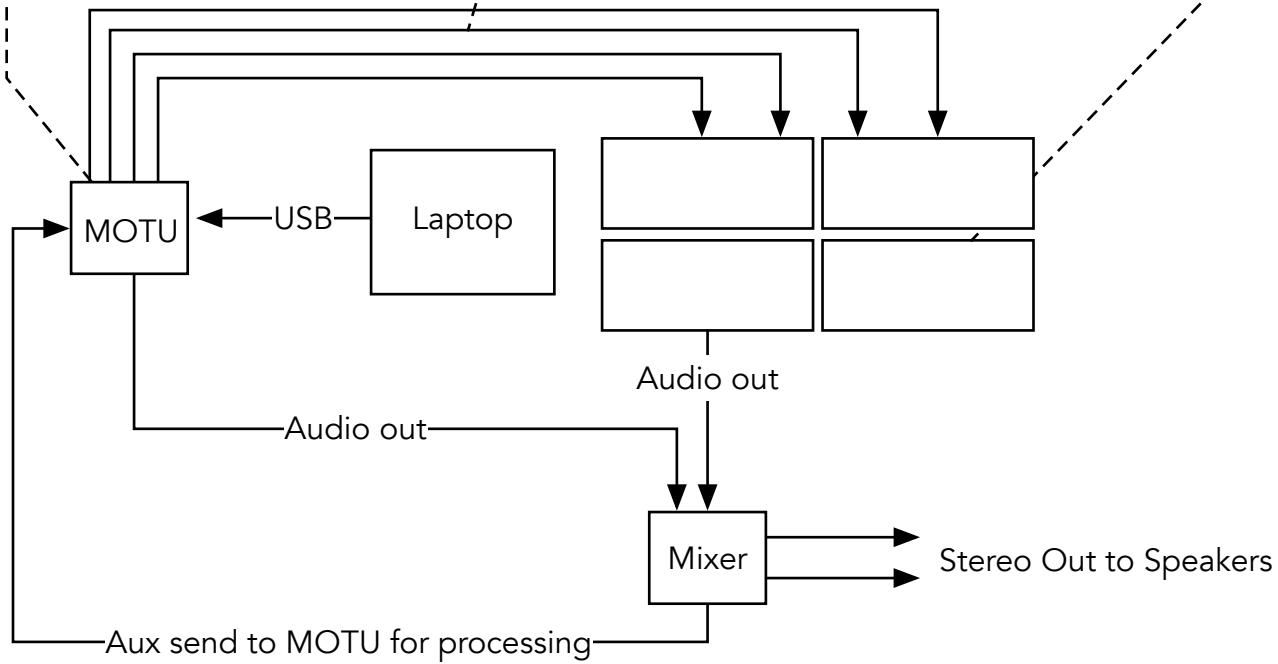 MOTU
USB
Laptop
Audio out
Audio out
Mixer
Stereo Out to Speakers
Aux send to MOTU for processing